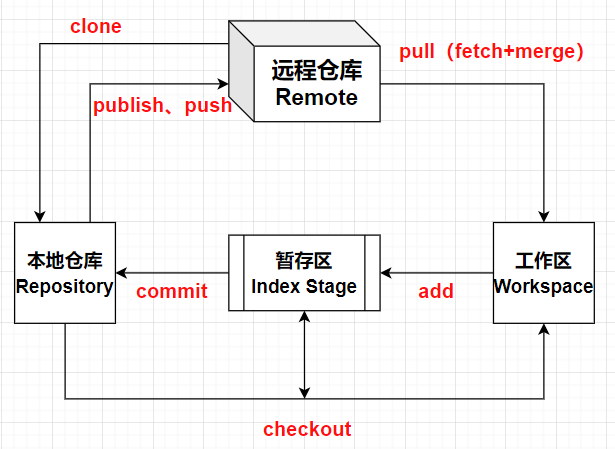 clone
远程仓库
Remote
pull（fetch+merge）
publish、push
本地仓库
Repository
暂存区
Index Stage
工作区
Workspace
commit
add
checkout